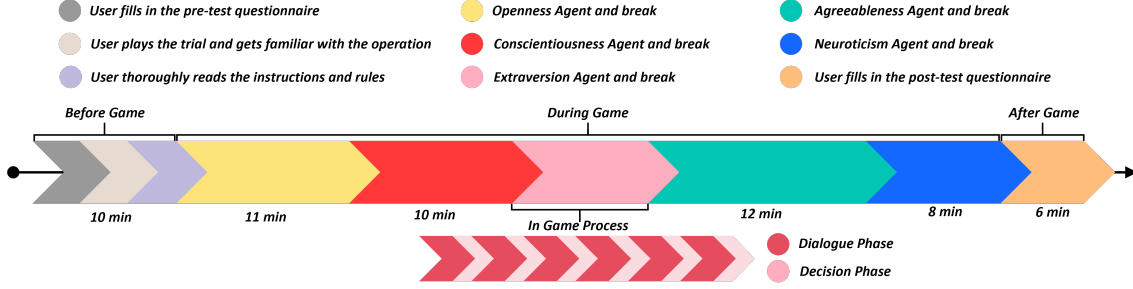 User fills in the pre-test questionnaire
Openness Agent and break
Agreeableness Agent and break
User plays the trial and gets familiar with the operation
Conscientiousness Agent and break
Neuroticism Agent and break
User thoroughly reads the instructions and rules
Extraversion Agent and break
User fills in the post-test questionnaire
Before Game
During Game
After Game
10 min
11 min
10 min
12 min
8 min
6 min
In Game Process
Dialogue Phase
Decision Phase